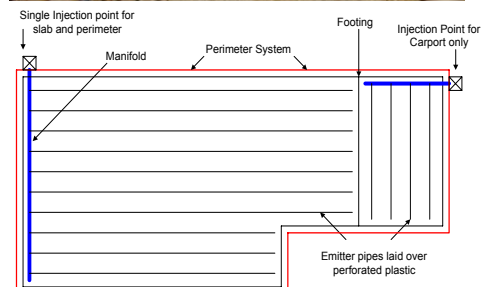 Single Injection point for
slab and perimeter
Manifold
Perimeter System
Footing
Injection Point for
Carport only
Emitter pipes laid over
perforated plastic